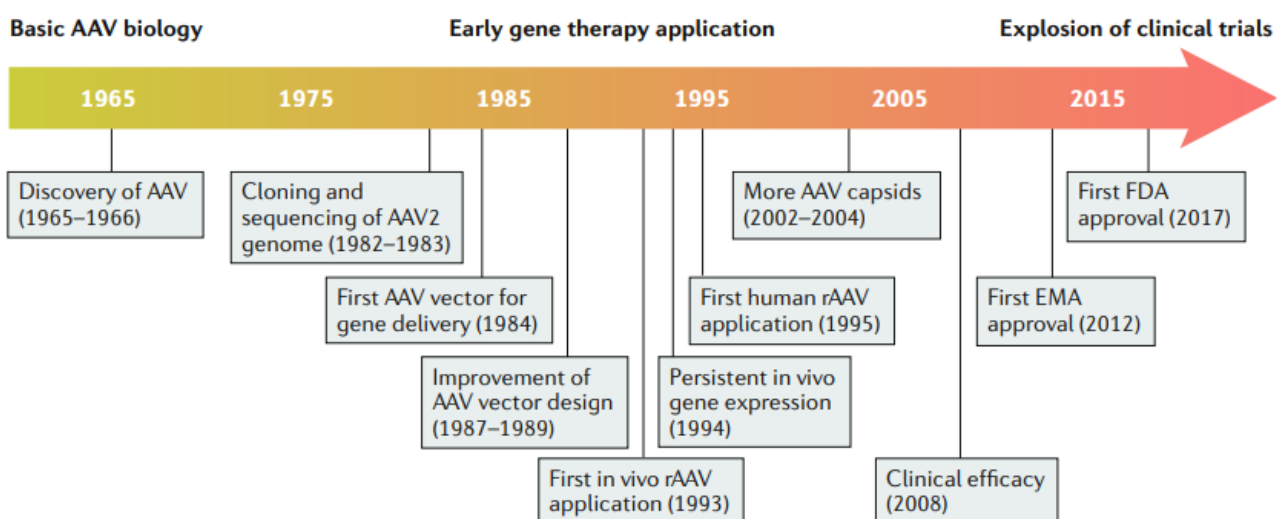 Basic AAV biology
Early gene therapy application
Explosion of clinical trials
1965
1975
1985
1995
2005
2015
Discovery of AAV
(1965–1966)
Cloning and
sequencing of AAV2
genome (1982–1983)
More AAV capsids
(2002–2004)
First FDA
approval (2017)
First AAV vector for
gene delivery (1984)
First human rAAV
application (1995)
First EMA
approval (2012)
Improvement of
AAV vector design
(1987–1989)
Persistent in vivo
gene expression
(1994)
First in vivo rAAV
application (1993)
Clinical efficacy
(2008)